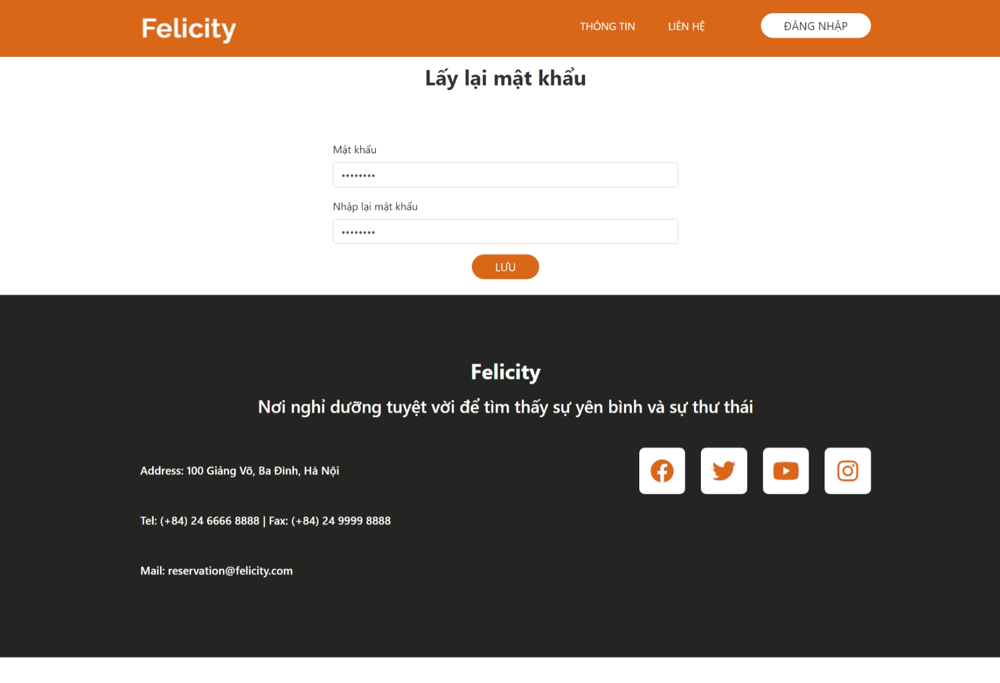 Felicity
THÔNG TIN
LIÊN HỆ
ĐĂNG NHẬP
Lấy lại mật khẩu
Mật khẩu
••••••••
Nhập lại mật khẩu
••••••••
LƯU
Felicity
Nơi nghỉ dưỡng tuyệt vời để tìm thấy sự yên bình và sự thư thái
Address: 100 Giảng Võ, Ba Đình, Hà Nội
Tel: (+84) 24 6666 8888 | Fax: (+84) 24 9999 8888
Mail: reservation@felicity.com